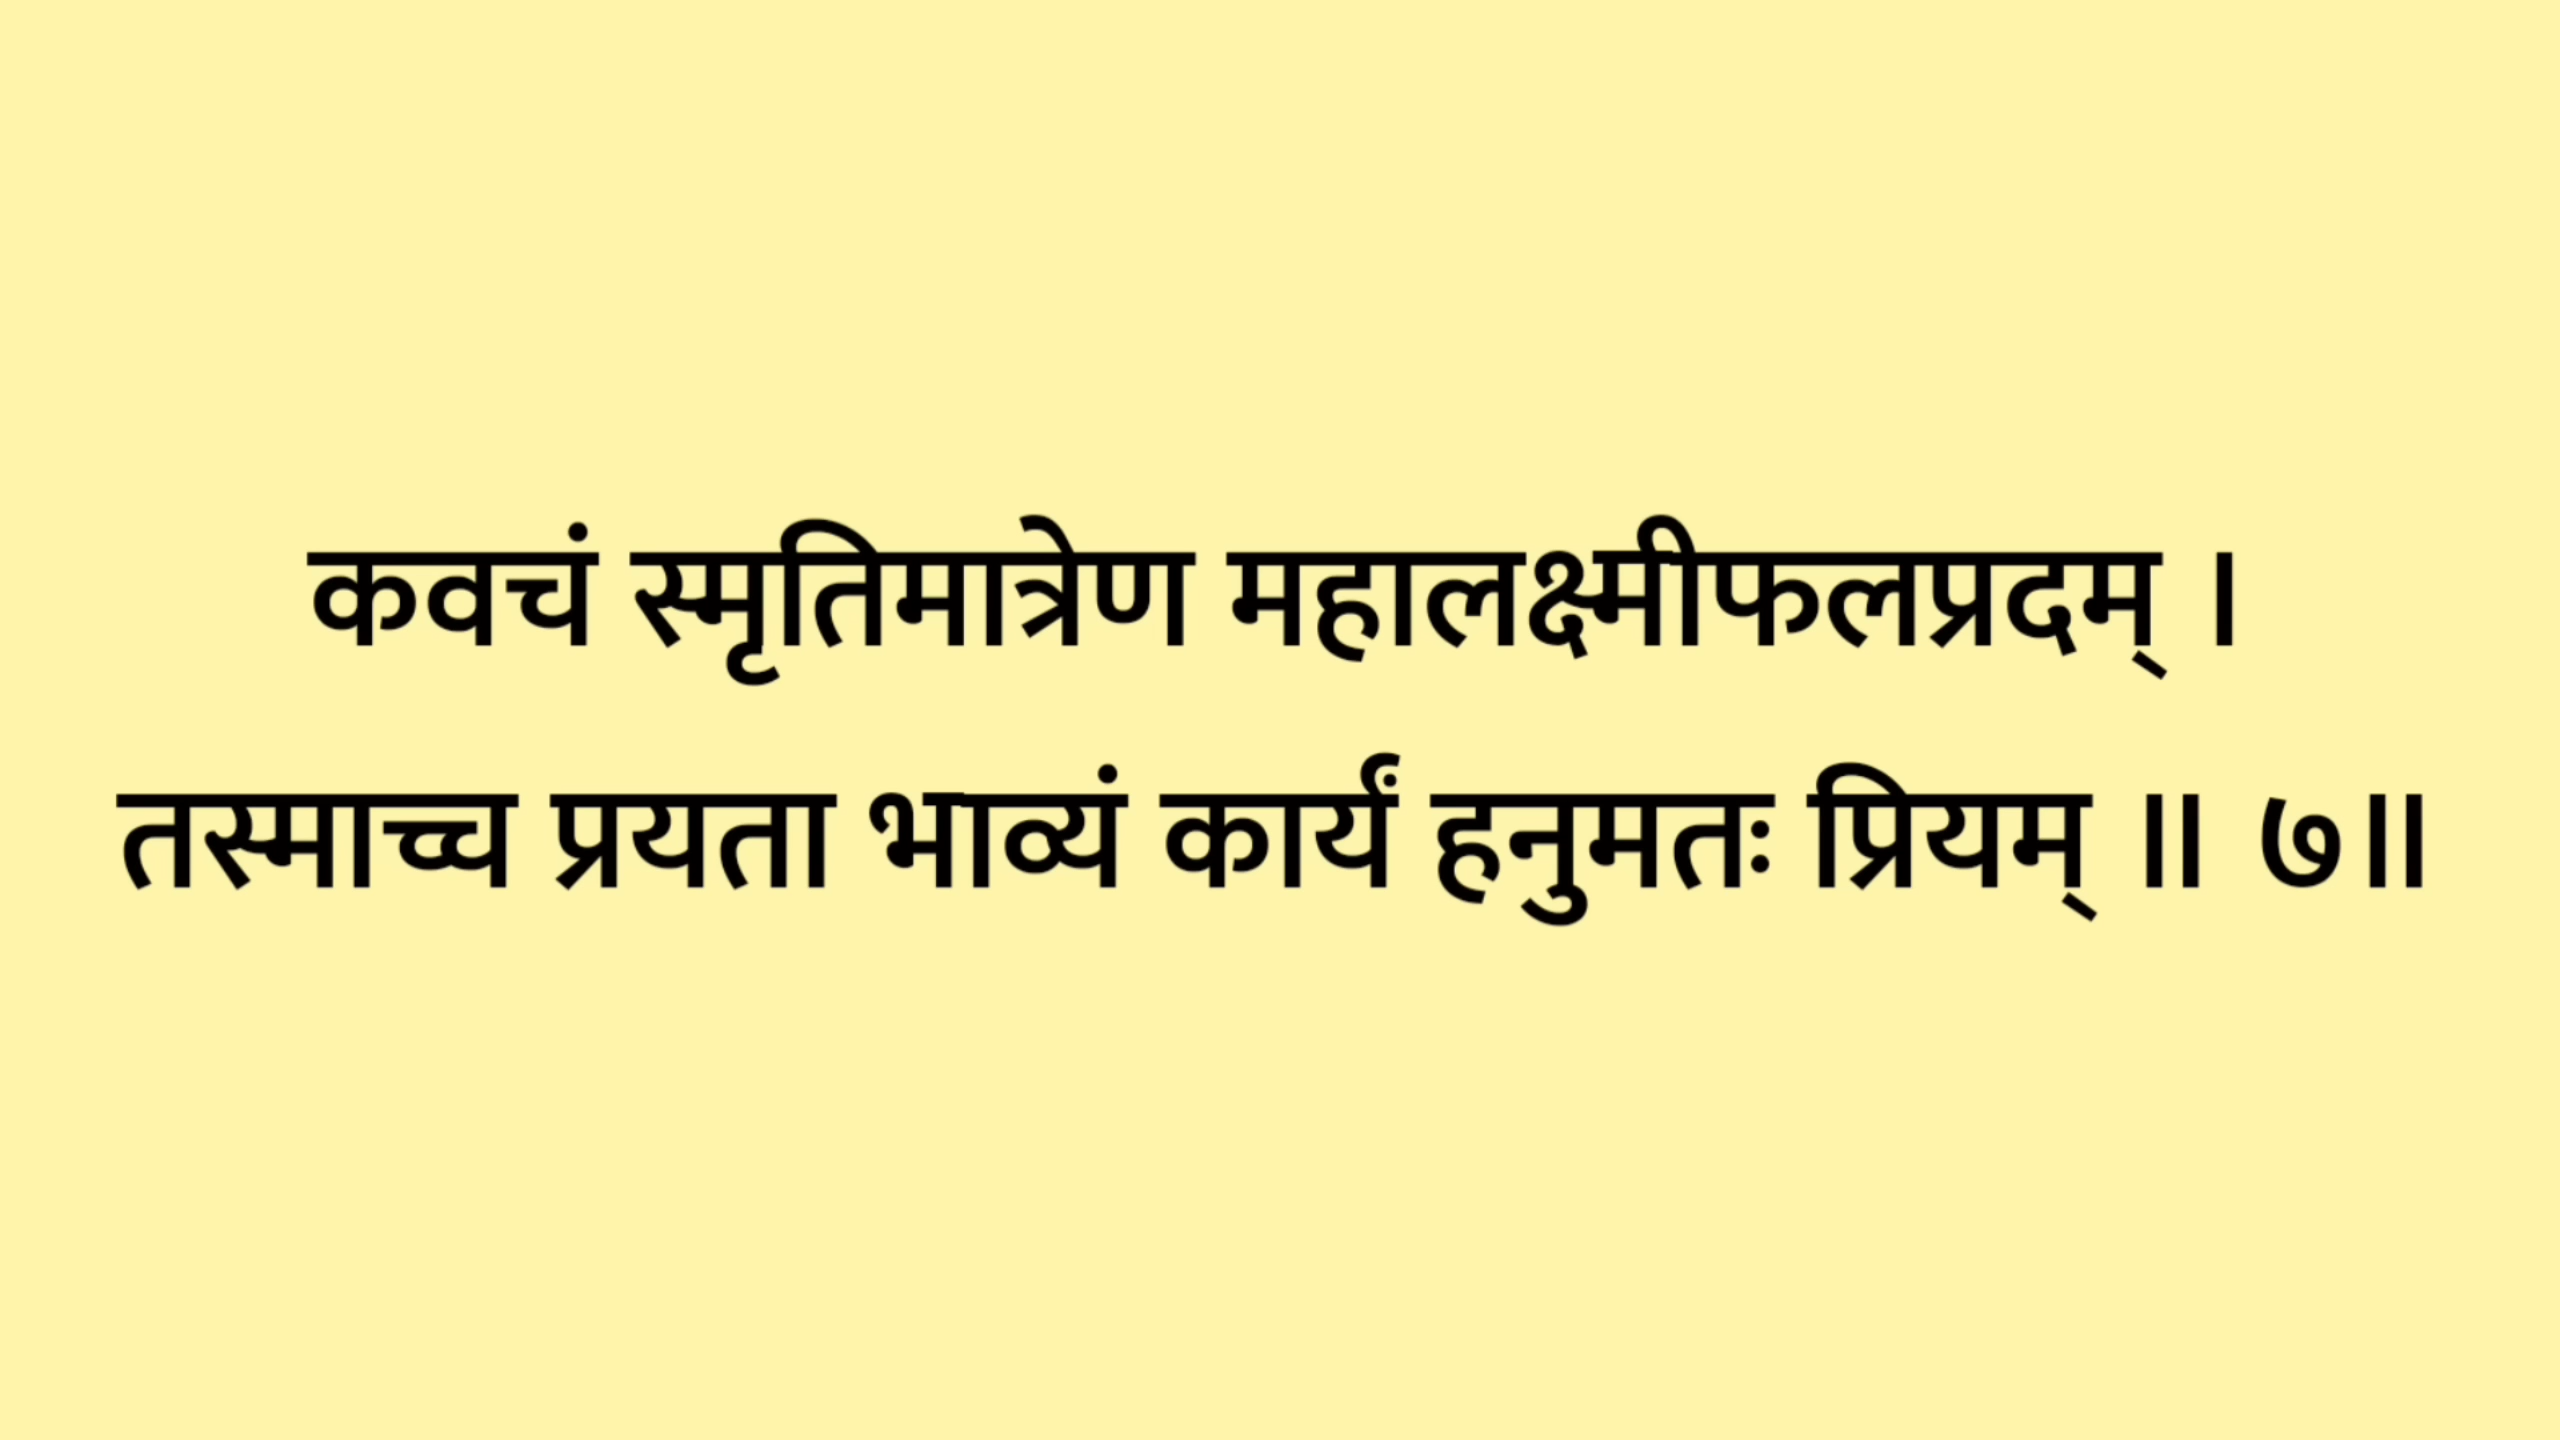 कवचं स्मृतिमात्रेण महालक्ष्मीफलप्रदम् ।
तस्माच्च प्रयता भाव्यं कार्यं हनुमतः प्रियम् ॥ ७॥